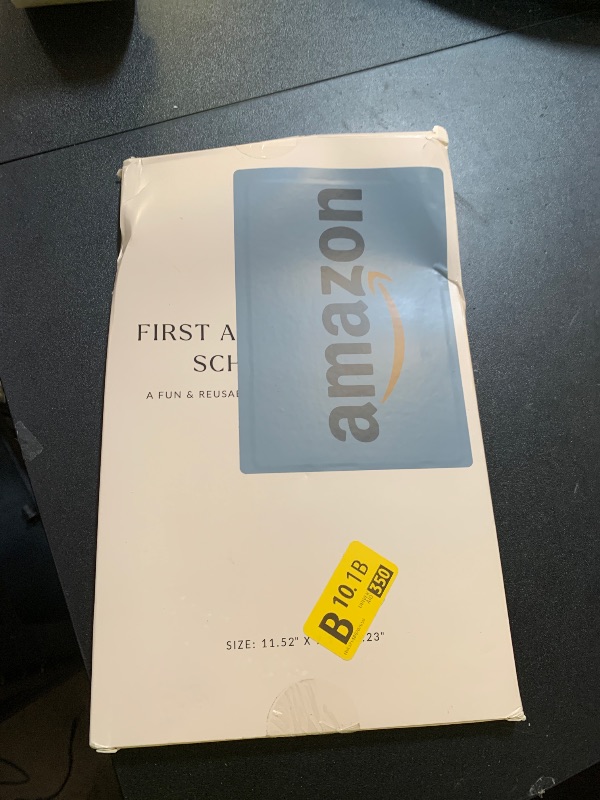 amazon
FIRST A
SCH
A FUN & REUSA
B 10.1B
350
SIZE: 11.52" X
.23"